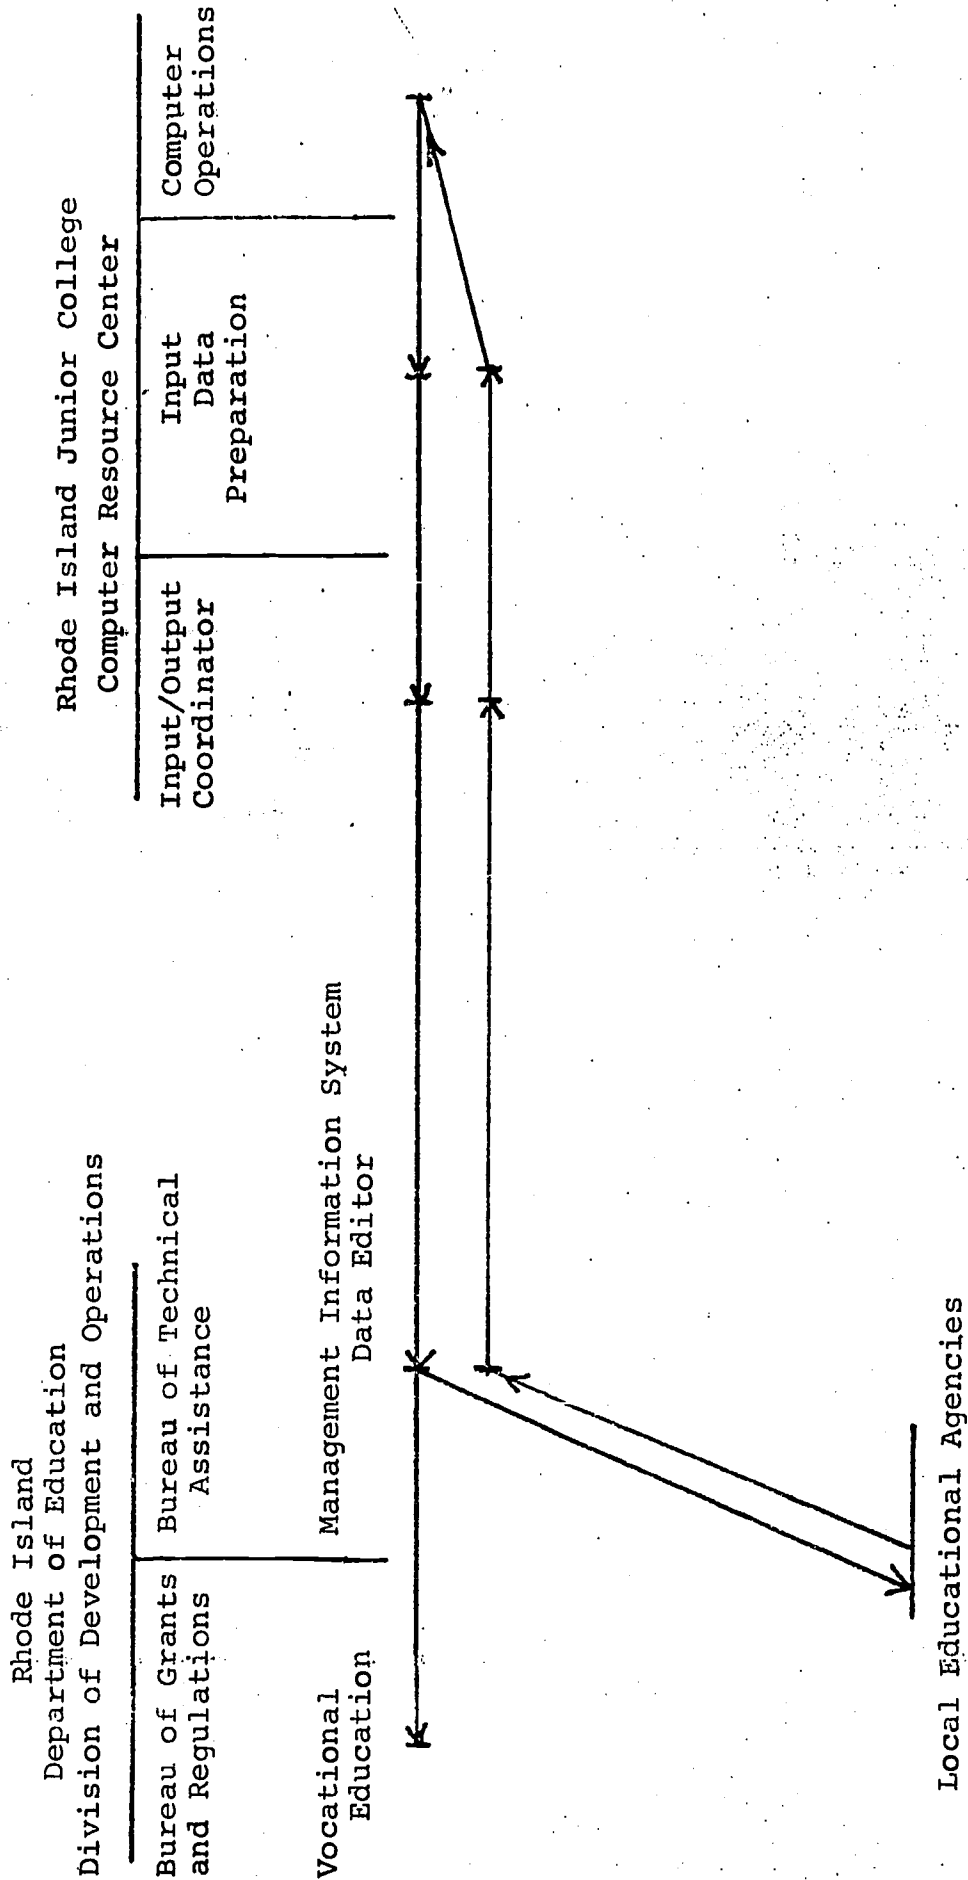 Rhode Island
Department of Education
Division of Development and Operations
Bureau of Grants
and Regulations
Bureau of Technical
Assistance
Vocational
Education
Management Information System
Data Editor
Rhode Island Junior College
Computer Resource Center
Input/Output
Coordinator
Input
Data
Preparation
Computer
Operations
Local Educational Agencies